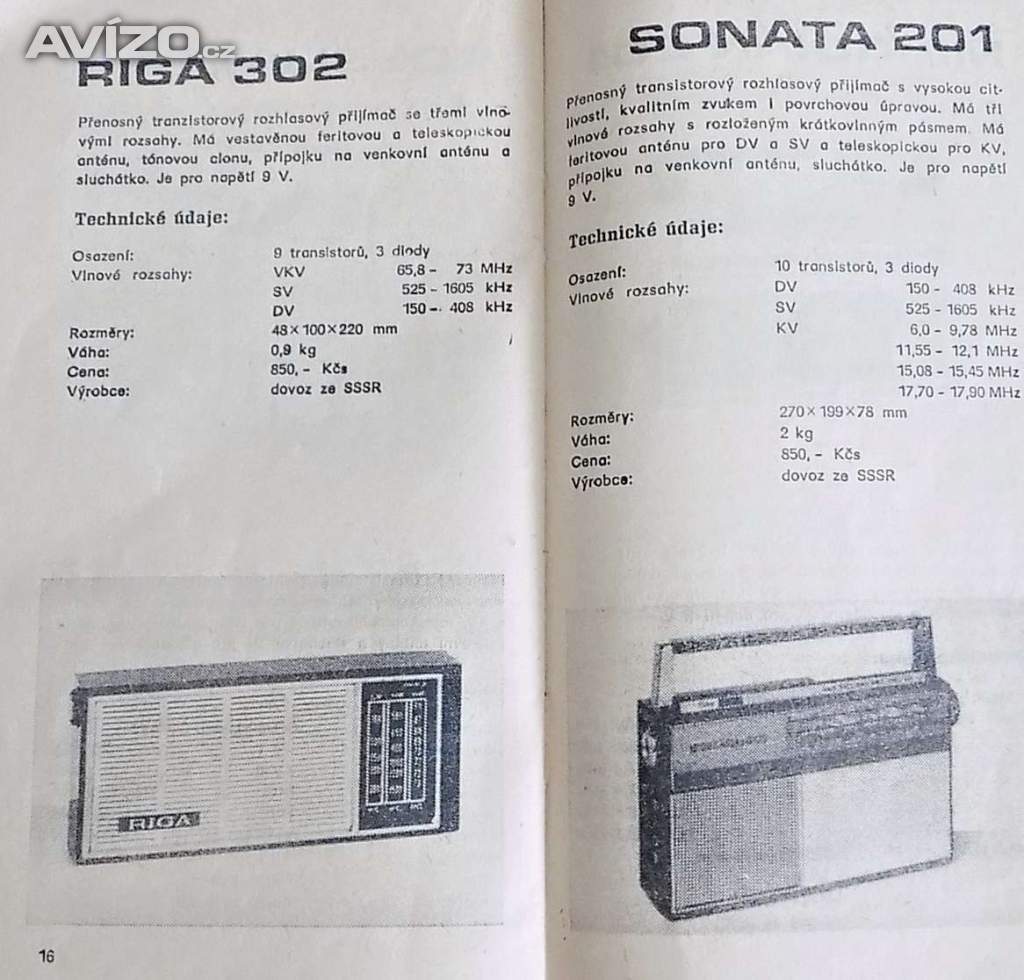 AVÍZO.cz
RIGA 302
Přenosný tranzistorový rozhlasový přijímač se třemi vlno-
vými rozsahy. Má vestavěnou feritovou a teleskopickou
anténu, tónovou clonu, přípojku na venkovní anténu a
sluchátko. Je pro napětí 9 V.
Technické údaje:
Osazení: 9 transistorů, 3 diody
Vlnové rozsahy: VKV 65,8 - 73 MHz
SV 525 - 1605 kHz
DV 150 - 408 kHz
Rozměry: 48×100×220 mm
Váha: 0,9 kg
Cena: 850,- Kčs
Výrobce: dovoz ze SSSR
RIGA
16
SONATA 201
Přenosný transistorový rozhlasový přijímač s vysokou cit-
livostí, kvalitním zvukem i povrchovou úpravou. Má tři
vlnové rozsahy s rozloženým krátkovlnným pásmem. Má
feritovou anténu pro DV a SV a teleskopickou pro KV,
přípojku na venkovní anténu, sluchátko. Je pro napětí
9 V.
Technické údaje:
Osazení: 10 transistorů, 3 diody
Vlnové rozsahy: DV 150 - 408 kHz
SV 525 - 1605 kHz
KV 6,0 - 9,78 MHz
11,55 - 12,1 MHz
15,08 - 15,45 MHz
17,70 - 17,90 MHz
Rozměry: 270×199×78 mm
Váha: 2 kg
Cena: 850,- Kčs
Výrobce: dovoz ze SSSR